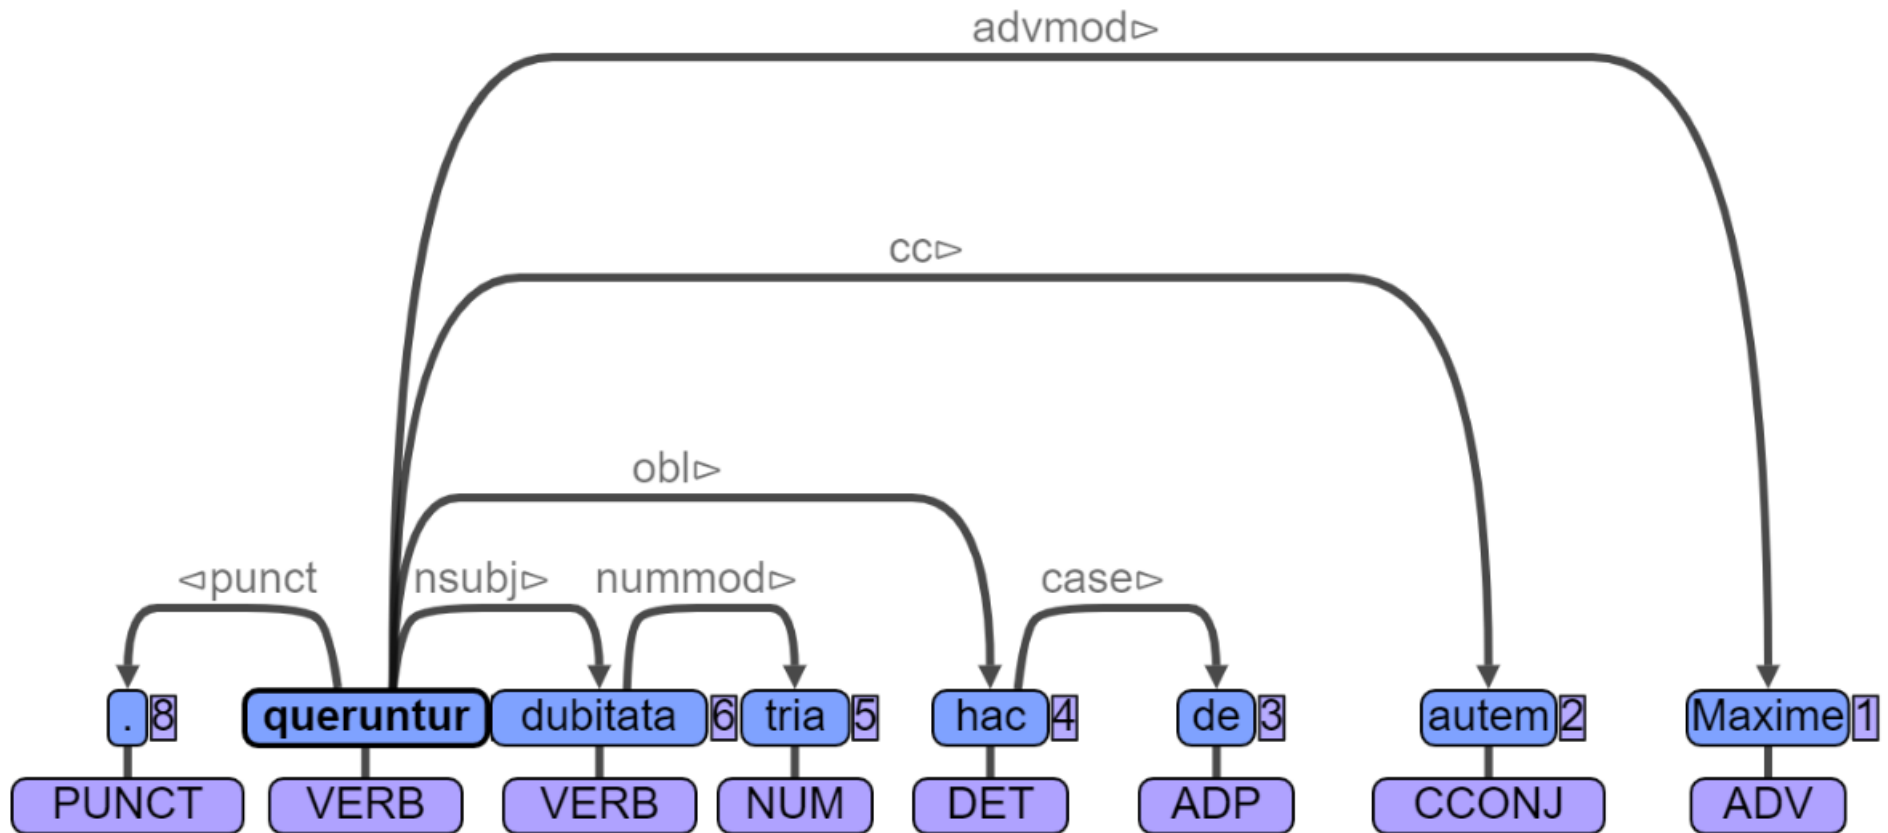 advmod▻
cc▻
obl▻
◅punct nsubj▻ nummod▻ case▻
. 8 queruntur dubitata 6 tria 5 hac 4 de 3 autem 2 Maxime 1
PUNCT VERB VERB NUM DET ADP CCONJ ADV